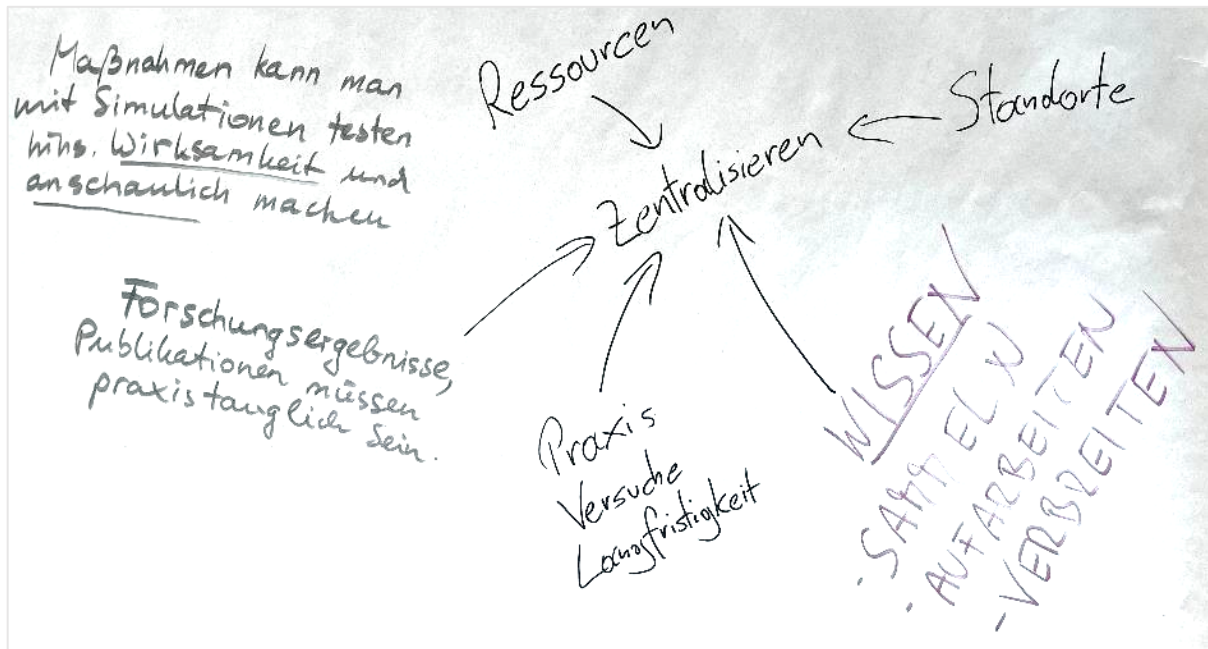 Maßnahmen kann man
mit Simulationen testen
hins. Wirksamkeit und
anschaulich machen
Ressourcen
Standorte
Zentralisieren
Forschungsergebnisse,
Publikationen müssen
praxistauglich sein.
Praxis
Versuche
Langfristigkeit
WISSEN
· SAMMELN
· AUFARBEITEN
- VERBREITEN